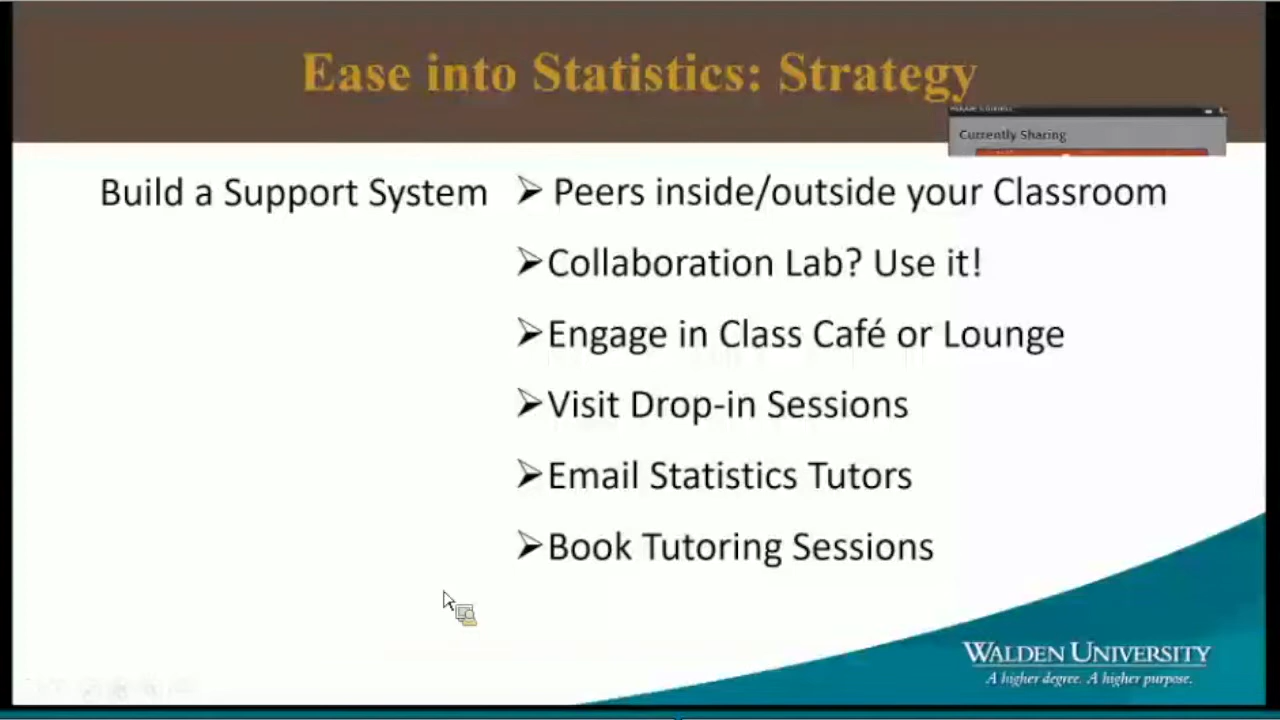 Ease into Statistics: Strategy
Adobe Connect
Currently Sharing
Build a Support System
➢ Peers inside/outside your Classroom
➢Collaboration Lab? Use it!
➢Engage in Class Café or Lounge
➢Visit Drop-in Sessions
➢Email Statistics Tutors
➢Book Tutoring Sessions
WALDEN UNIVERSITY
A higher degree. A higher purpose.